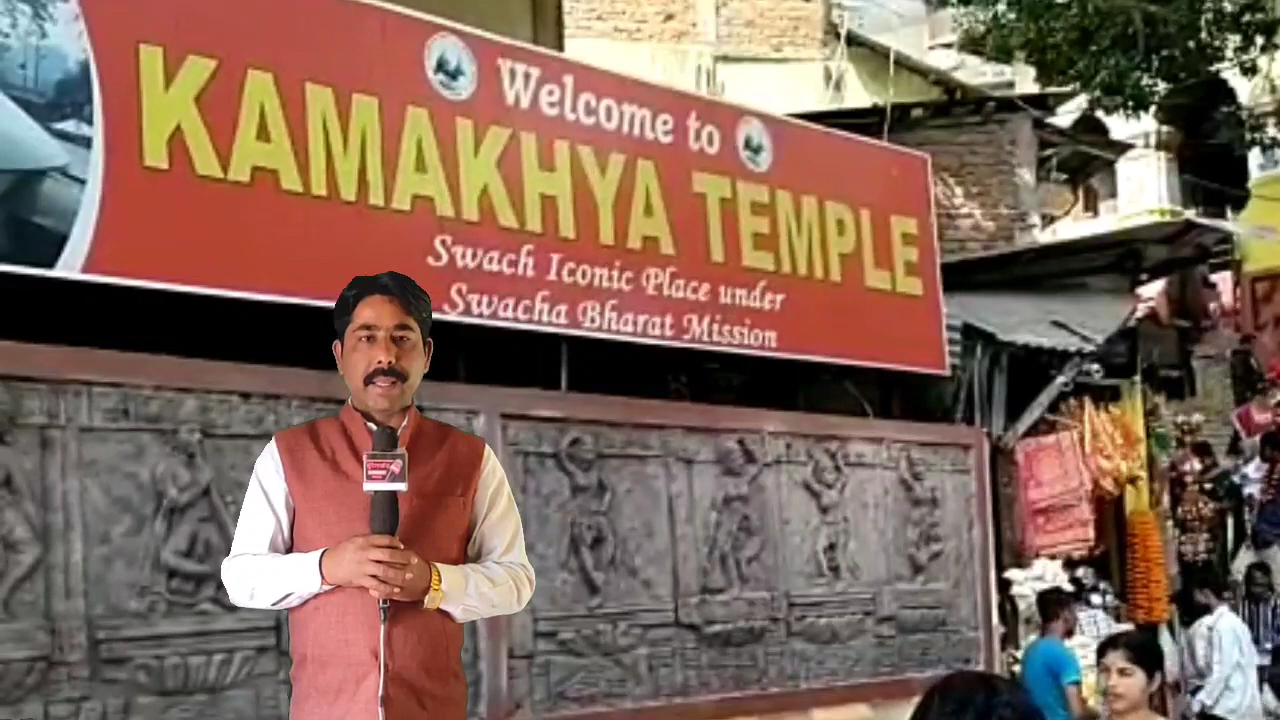 Welcome to
KAMAKHYA TEMPLE
Swach Iconic Place under
Swacha Bharat Mission